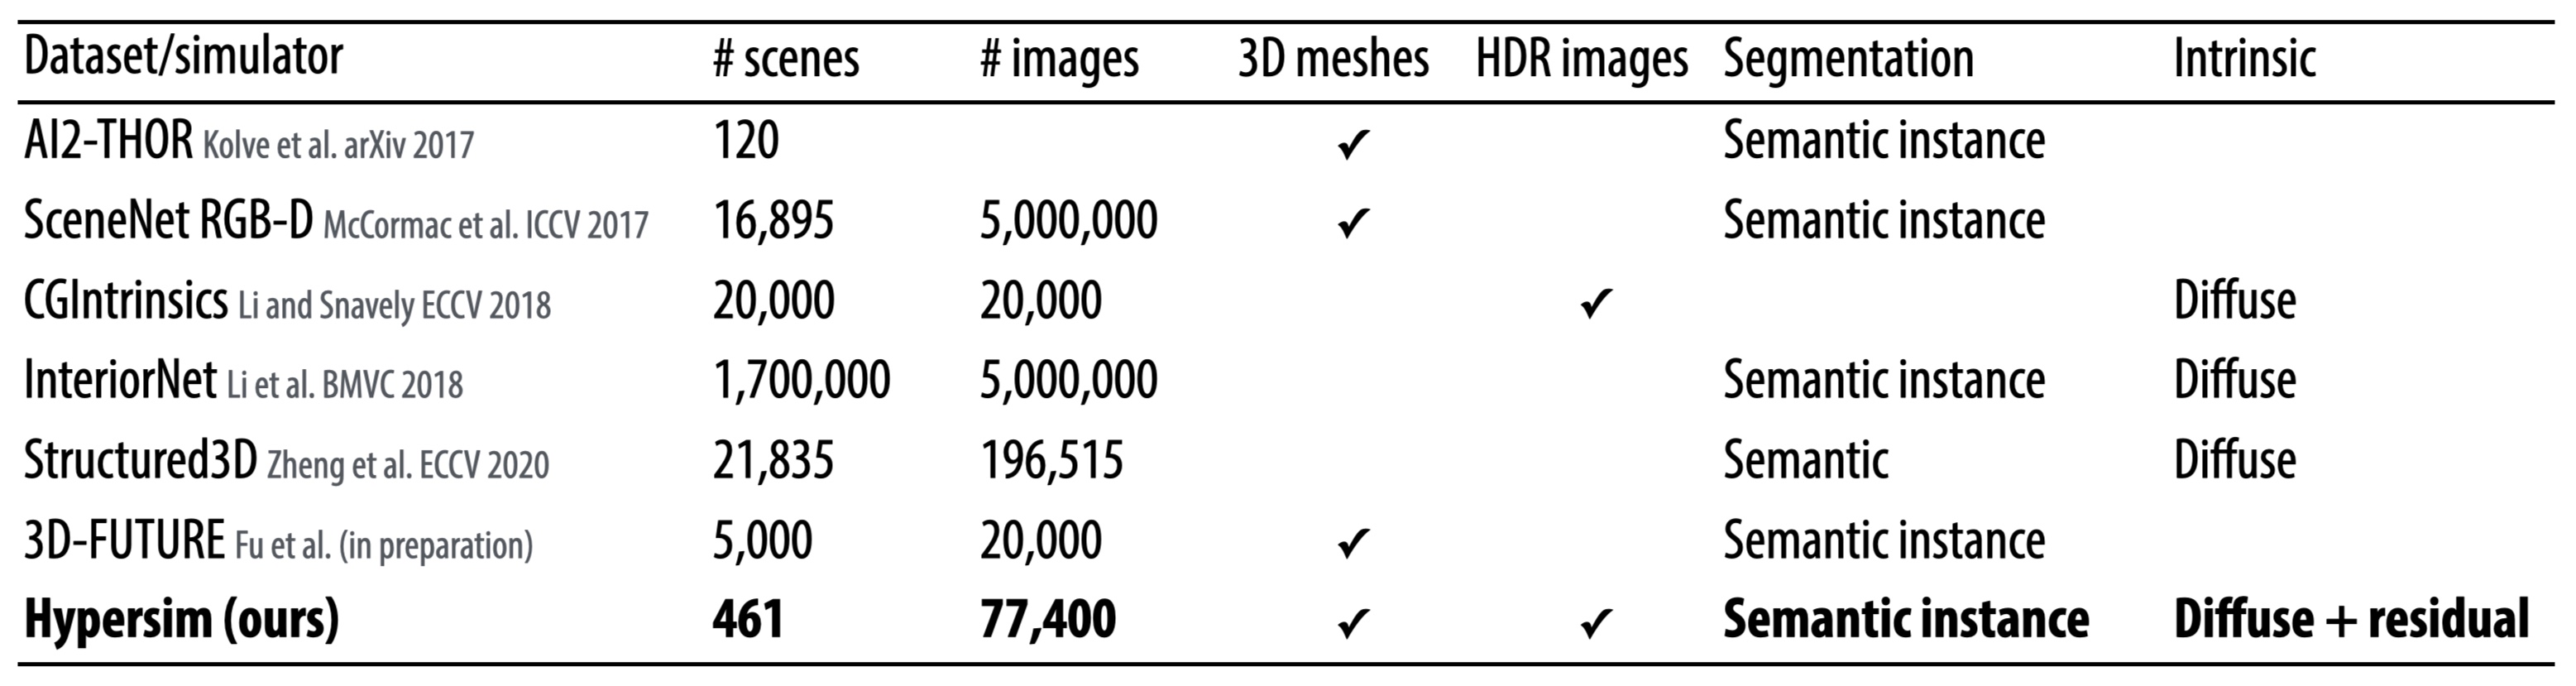 Dataset/simulator # scenes # images 3D meshes HDR images Segmentation Intrinsic
AI2-THOR Kolve et al. arXiv 2017 120 ✓ Semantic instance
SceneNet RGB-D McCormac et al. ICCV 2017 16,895 5,000,000 ✓ Semantic instance
CGIntrinsics Li and Snavely ECCV 2018 20,000 20,000 ✓ Diffuse
InteriorNet Li et al. BMVC 2018 1,700,000 5,000,000 Semantic instance Diffuse
Structured3D Zheng et al. ECCV 2020 21,835 196,515 Semantic Diffuse
3D-FUTURE Fu et al. (in preparation) 5,000 20,000 ✓ Semantic instance
Hypersim (ours) 461 77,400 ✓ ✓ Semantic instance Diffuse + residual